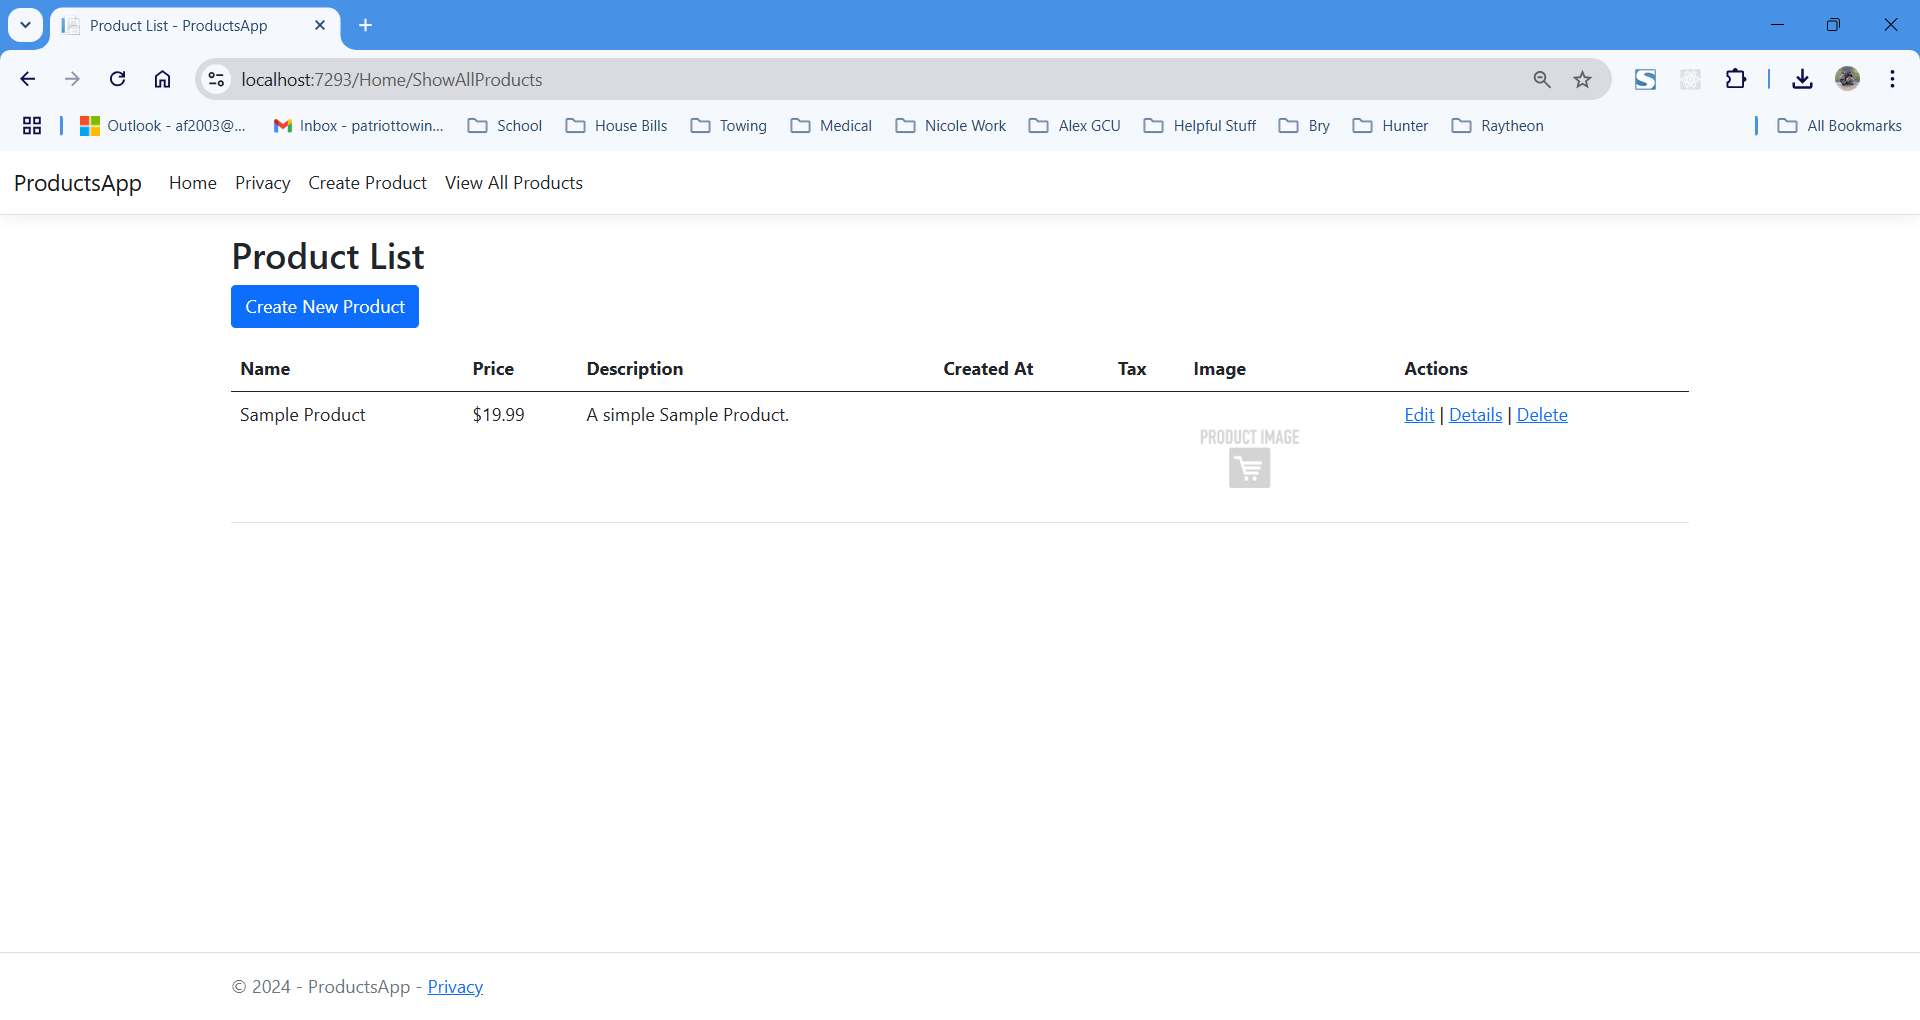 Product List - ProductsApp
localhost:7293/Home/ShowAllProducts
Outlook - af2003@... Inbox - patriottowin... School House Bills Towing Medical Nicole Work Alex GCU Helpful Stuff Bry Hunter Raytheon All Bookmarks
ProductsApp Home Privacy Create Product View All Products
Product List
Create New Product
Name Price Description Created At Tax Image Actions
Sample Product $19.99 A simple Sample Product. Edit | Details | Delete
PRODUCT IMAGE
© 2024 - ProductsApp - Privacy